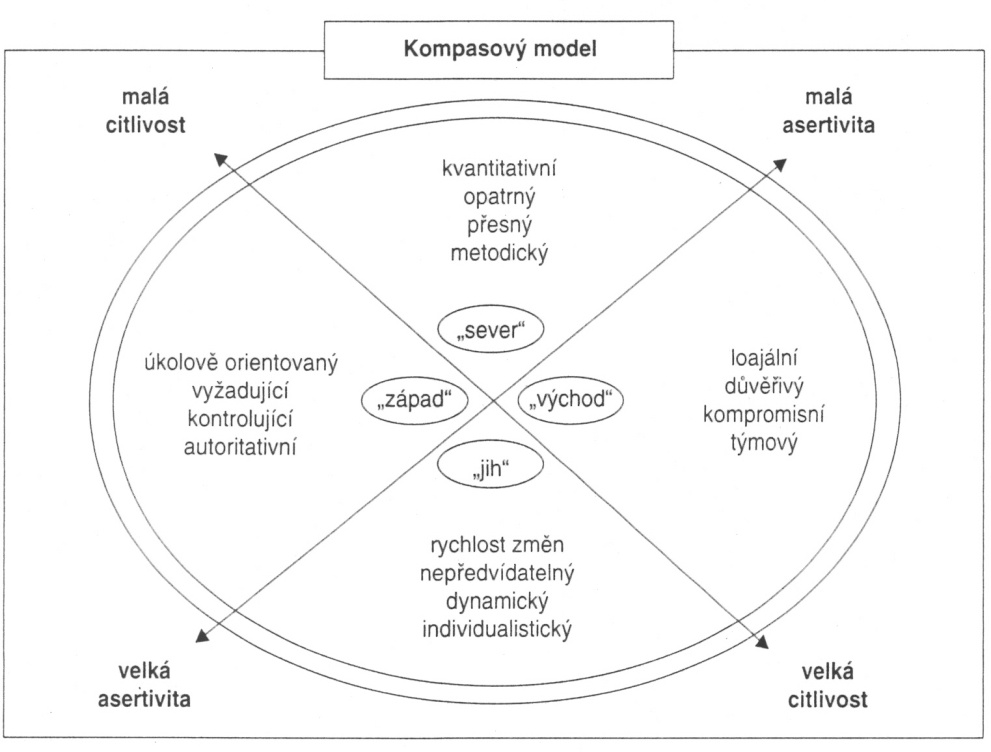 Kompasový model
malá
citlivost
malá
asertivita
kvantitativní
opatrný
přesný
metodický
„sever“
úkolově orientovaný
vyžadující
kontrolující
autoritativní
„západ“
„východ“
loajální
důvěřivý
kompromisní
týmový
„jih“
rychlost změn
nepředvídatelný
dynamický
individualistický
velká
asertivita
velká
citlivost